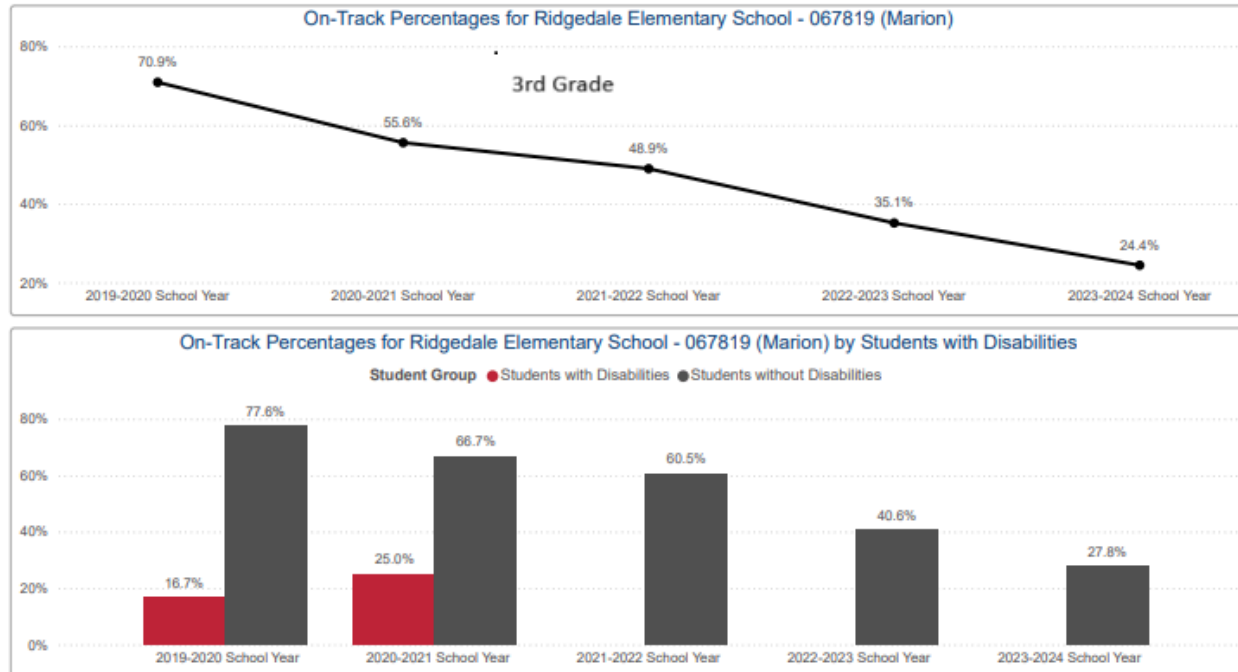 On-Track Percentages for Ridgedale Elementary School - 067819 (Marion)
80%
70.9%
3rd Grade
60%
55.6%
48.9%
40%
35.1%
24.4%
20%
2019-2020 School Year
2020-2021 School Year
2021-2022 School Year
2022-2023 School Year
2023-2024 School Year
On-Track Percentages for Ridgedale Elementary School - 067819 (Marion) by Students with Disabilities
Student Group Students with Disabilities Students without Disabilities
80%
77.6%
66.7%
60%
60.5%
40%
40.6%
25.0%
27.8%
20%
16.7%
0%
2019-2020 School Year
2020-2021 School Year
2021-2022 School Year
2022-2023 School Year
2023-2024 School Year